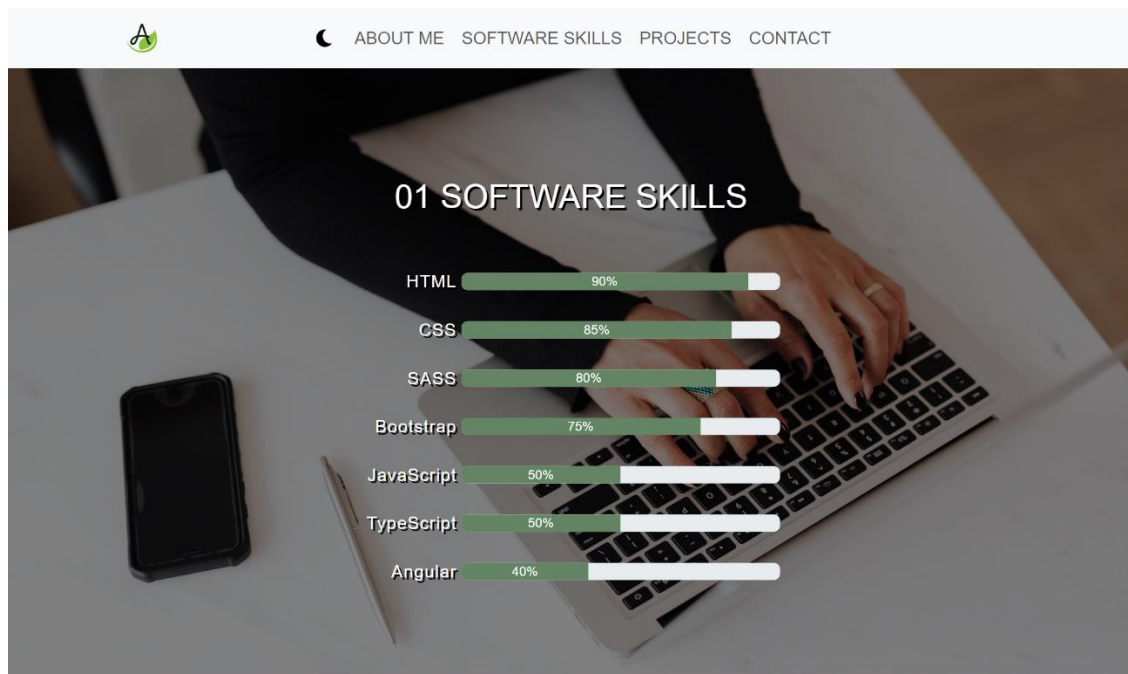 A
ABOUT ME SOFTWARE SKILLS PROJECTS CONTACT
01 SOFTWARE SKILLS
HTML 90%
CSS 85%
SASS 80%
Bootstrap 75%
JavaScript 50%
TypeScript 50%
Angular 40%